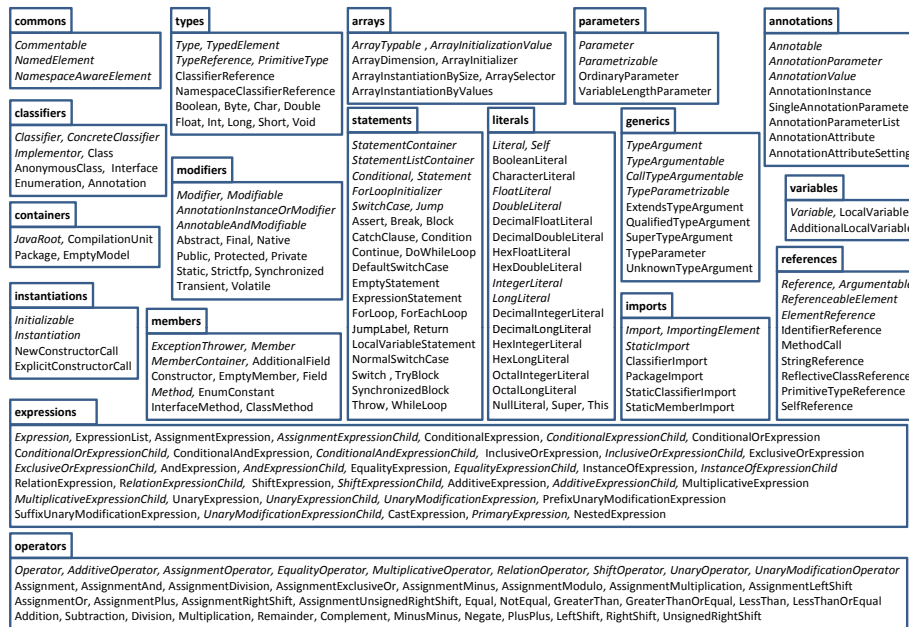 commons
Commentable
NamedElement
NamespaceAwareElement
types
Type, TypedElement
TypeReference, PrimitiveType
ClassifierReference
NamespaceClassifierReference
Boolean, Byte, Char, Double
Float, Int, Long, Short, Void
arrays
ArrayTypable , ArrayInitializationValue
ArrayDimension, ArrayInitializer
ArrayInstantiationBySize, ArraySelector
ArrayInstantiationByValues
parameters
Parameter
Parametrizable
OrdinaryParameter
VariableLengthParameter
annotations
Annotable
AnnotationParameter
AnnotationValue
AnnotationInstance
SingleAnnotationParameter
AnnotationParameterList
AnnotationAttribute
AnnotationAttributeSetting
classifiers
Classifier, ConcreteClassifier
Implementor, Class
AnonymousClass, Interface
Enumeration, Annotation
modifiers
Modifier, Modifiable
AnnotationInstanceOrModifier
AnnotableAndModifiable
Abstract, Final, Native
Public, Protected, Private
Static, Strictfp, Synchronized
Transient, Volatile
statements
StatementContainer
StatementListContainer
Conditional, Statement
ForLoopInitializer
SwitchCase, Jump
Assert, Break, Block
CatchClause, Condition
Continue, DoWhileLoop
DefaultSwitchCase
EmptyStatement
ExpressionStatement
ForLoop, ForEachLoop
JumpLabel, Return
LocalVariableStatement
NormalSwitchCase
Switch , TryBlock
SynchronizedBlock
Throw, WhileLoop
literals
Literal, Self
BooleanLiteral
CharacterLiteral
FloatLiteral
DoubleLiteral
DecimalFloatLiteral
DecimalDoubleLiteral
HexFloatLiteral
HexDoubleLiteral
IntegerLiteral
LongLiteral
DecimalIntegerLiteral
DecimalLongLiteral
HexIntegerLiteral
HexLongLiteral
OctalIntegerLiteral
OctalLongLiteral
NullLiteral, Super, This
generics
TypeArgument
TypeArgumentable
CallTypeArgumentable
TypeParametrizable
ExtendsTypeArgument
QualifiedTypeArgument
SuperTypeArgument
TypeParameter
UnknownTypeArgument
variables
Variable, LocalVariable
AdditionalLocalVariable
containers
JavaRoot, CompilationUnit
Package, EmptyModel
references
Reference, Argumentable
ReferenceableElement
ElementReference
IdentifierReference
MethodCall
StringReference
ReflectiveClassReference
PrimitiveTypeReference
SelfReference
instantiations
Initializable
Instantiation
NewConstructorCall
ExplicitConstructorCall
members
ExceptionThrower, Member
MemberContainer, AdditionalField
Constructor, EmptyMember, Field
Method, EnumConstant
InterfaceMethod, ClassMethod
imports
Import, ImportingElement
StaticImport
ClassifierImport
PackageImport
StaticClassifierImport
StaticMemberImport
expressions
Expression, ExpressionList, AssignmentExpression, AssignmentExpressionChild, ConditionalExpression, ConditionalExpressionChild, ConditionalOrExpression
ConditionalOrExpressionChild, ConditionalAndExpression, ConditionalAndExpressionChild, InclusiveOrExpression, InclusiveOrExpressionChild, ExclusiveOrExpression
ExclusiveOrExpressionChild, AndExpression, AndExpressionChild, EqualityExpression, EqualityExpressionChild, InstanceOfExpression, InstanceOfExpressionChild
RelationExpression, RelationExpressionChild, ShiftExpression, ShiftExpressionChild, AdditiveExpression, AdditiveExpressionChild, MultiplicativeExpression
MultiplicativeExpressionChild, UnaryExpression, UnaryExpressionChild, UnaryModificationExpression, PrefixUnaryModificationExpression
SuffixUnaryModificationExpression, UnaryModificationExpressionChild, CastExpression, PrimaryExpression, NestedExpression
operators
Operator, AdditiveOperator, AssignmentOperator, EqualityOperator, MultiplicativeOperator, RelationOperator, ShiftOperator, UnaryOperator, UnaryModificationOperator
Assignment, AssignmentAnd, AssignmentDivision, AssignmentExclusiveOr, AssignmentMinus, AssignmentModulo, AssignmentMultiplication, AssignmentLeftShift
AssignmentOr, AssignmentPlus, AssignmentRightShift, AssignmentUnsignedRightShift, Equal, NotEqual, GreaterThan, GreaterThanOrEqual, LessThan, LessThanOrEqual
Addition, Subtraction, Division, Multiplication, Remainder, Complement, MinusMinus, Negate, PlusPlus, LeftShift, RightShift, UnsignedRightShift